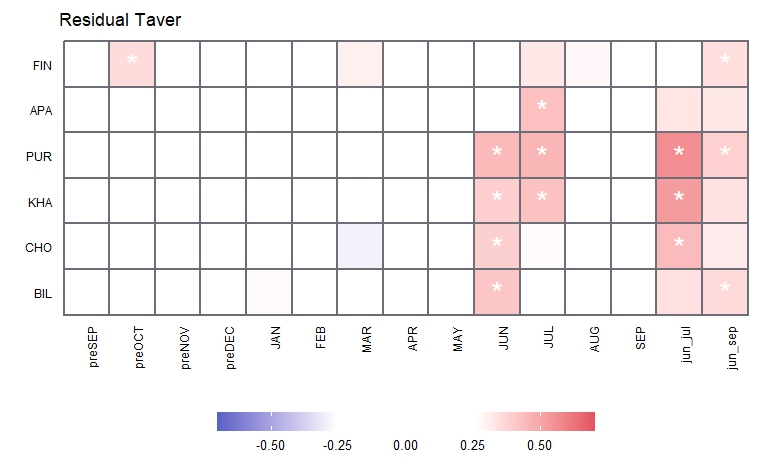 Residual Taver
FIN * *
APA *
PUR * * * *
KHA * * *
CHO * *
BIL * *
preSEP preOCT preNOV preDEC JAN FEB MAR APR MAY JUN JUL AUG SEP jun_jul jun_sep
-0.50 -0.25 0.00 0.25 0.50